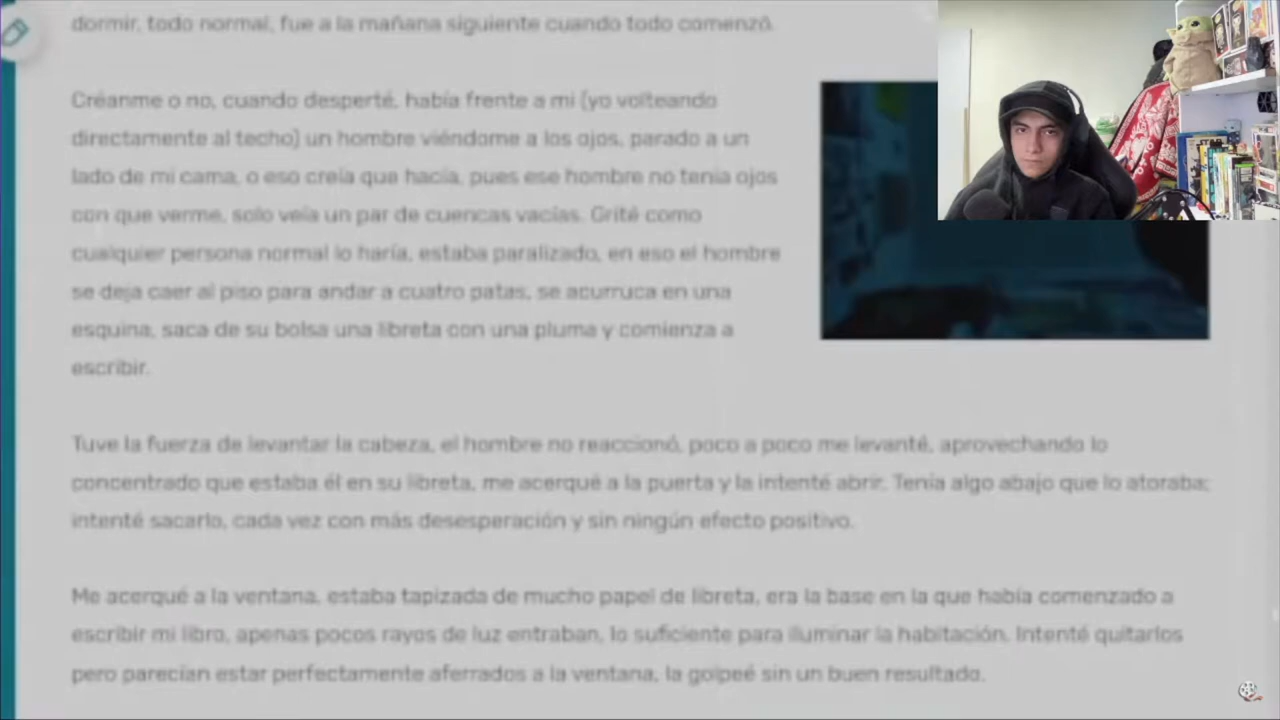 dormir, todo normal, fue a la mañana siguiente cuando todo comenzó.
Créanme o no, cuando desperté, había frente a mi (yo volteando
directamente al techo) un hombre viéndome a los ojos, parado a un
lado de mi cama, o eso creía que hacía, pues ese hombre no tenia ojos
con que verme, solo veía un par de cuencas vacías. Grité como
cualquier persona normal lo haría, estaba paralizado, en eso el hombre
se deja caer al piso para andar a cuatro patas, se acurruca en una
esquina, saca de su bolsa una libreta con una pluma y comienza a
escribir.
Tuve la fuerza de levantar la cabeza, el hombre no reaccionó, poco a poco me levanté, aprovechando lo
concentrado que estaba él en su libreta, me acerqué a la puerta y la intenté abrir. Tenia algo abajo que lo atoraba;
intenté sacarlo, cada vez con más desesperación y sin ningún efecto positivo.
Me acerqué a la ventana, estaba tapizada de mucho papel de libreta, era la base en la que había comenzado a
escribir mi libro, apenas pocos rayos de luz entraban, lo suficiente para iluminar la habitación. Intenté quitarlos
pero parecían estar perfectamente aferrados a la ventana, la golpeé sin un buen resultado.